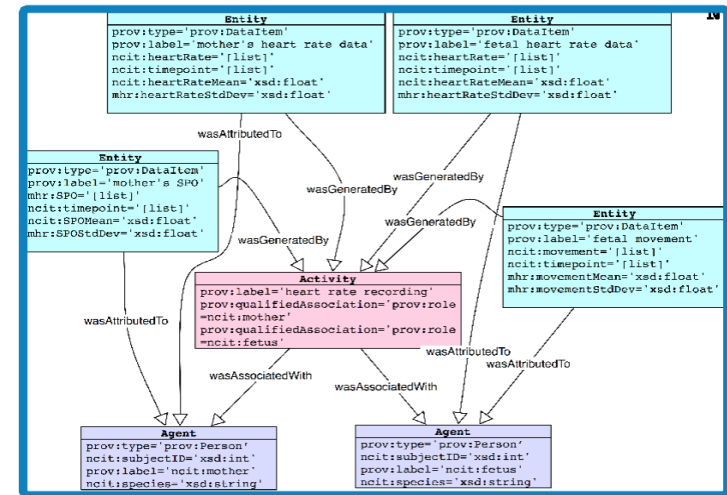 Entity
prov:type='prov:DataItem'
prov:label='mother's heart rate data'
ncit:heartRate='[list]'
ncit:timepoint='[list]'
ncit:heartRateMean='xsd:float'
mhr:heartRateStdDev='xsd:float'
Entity
prov:type='prov:DataItem'
prov:label='fetal heart rate data'
ncit:heartRate='[list]'
ncit:timepoint='[list]'
ncit:heartRateMean='xsd:float'
mhr:heartRateStdDev='xsd:float'
wasAttributedTo
Entity
prov:type='prov:DataItem'
prov:label='mother's SPO'
mhr:SPO='[list]'
ncit:timepoint='[list]'
ncit:SPOMean='xsd:float'
mhr:SPOStdDev='xsd:float'
wasGeneratedBy
wasGeneratedBy
wasGeneratedBy
wasGeneratedBy
Entity
prov:type='prov:DataItem'
prov:label='fetal movement'
ncit:movement='[list]'
ncit:timepoint='[list]'
mhr:movementMean='xsd:float'
mhr:movementStdDev='xsd:float'
Activity
prov:label='heart rate recording'
prov:qualifiedAssociation='prov:role
=ncit:mother'
prov:qualifiedAssociation='prov:role
=ncit:fetus'
wasAttributedTo
wasAttributedTo
wasAttributedTo
wasAssociatedWith
wasAssociatedWith
Agent
prov:type='prov:Person'
ncit:subjectID='xsd:int'
prov:label='ncit:mother'
ncit:species='xsd:string'
Agent
prov:type='prov:Person'
ncit:subjectID='xsd:int'
prov:label='ncit:fetus'
ncit:species='xsd:string'